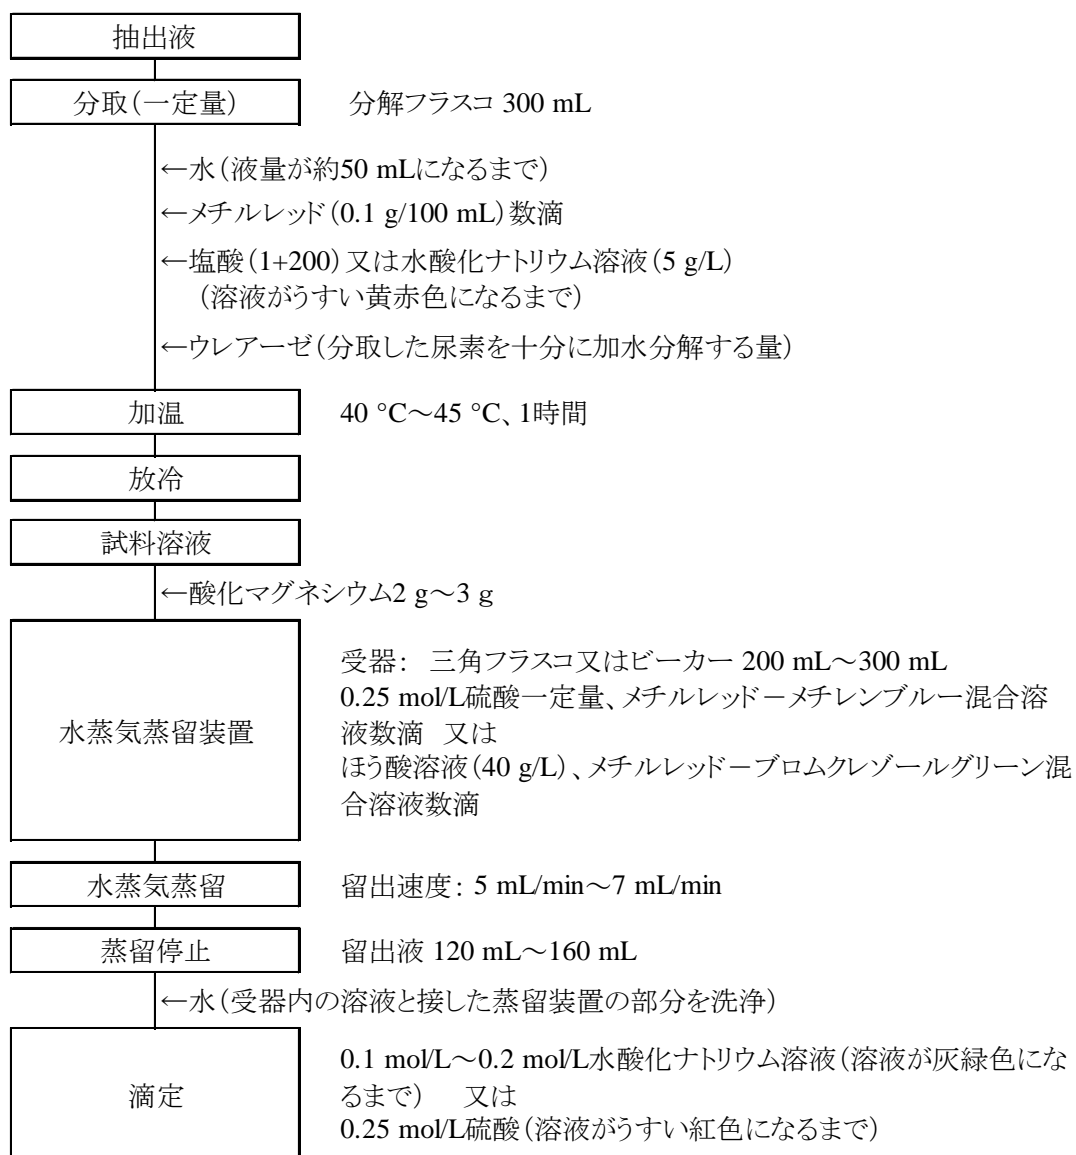 抽出液
分取(一定量) 分解フラスコ 300 mL
←水(液量が約50 mLになるまで)
←メチルレッド(0.1 g/100 mL)数滴
←塩酸(1+200)又は水酸化ナトリウム溶液(5 g/L)
(溶液がうすい黄赤色になるまで)
←ウレアーゼ(分取した尿素を十分に加水分解する量)
加温 40 °C～45 °C、1時間
放冷
試料溶液
←酸化マグネシウム2 g～3 g
水蒸気蒸留装置
受器: 三角フラスコ又はビーカー 200 mL～300 mL
0.25 mol/L硫酸一定量、メチルレッド－メチレンブルー混合溶
液数滴 又は
ほう酸溶液(40 g/L)、メチルレッド－ブロムクレゾールグリーン混
合溶液数滴
水蒸気蒸留 留出速度: 5 mL/min～7 mL/min
蒸留停止 留出液 120 mL～160 mL
←水(受器内の溶液と接した蒸留装置の部分を洗浄)
滴定
0.1 mol/L～0.2 mol/L水酸化ナトリウム溶液(溶液が灰緑色にな
るまで) 又は
0.25 mol/L硫酸(溶液がうすい紅色になるまで)